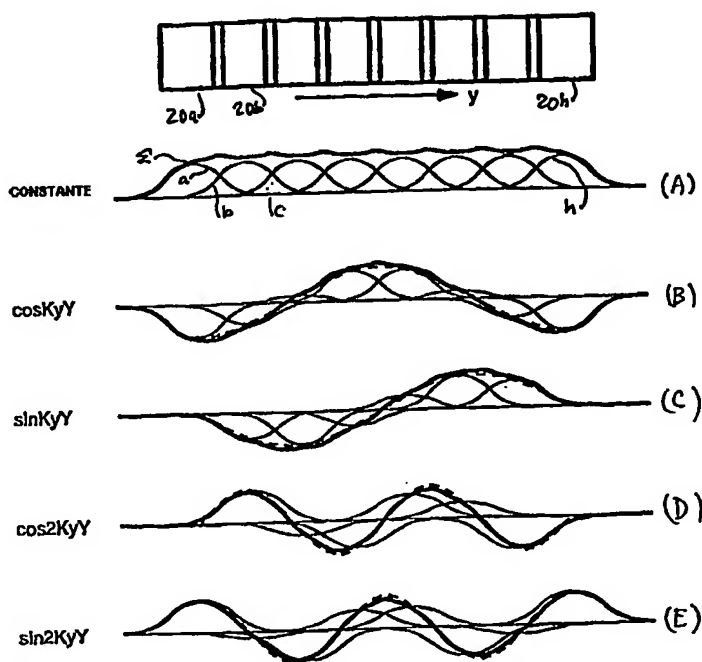 20a 20b y 20h
Σ a b c h
CONSTANTE (A)
cosKyY (B)
sinKyY (C)
cos2KyY (D)
sin2KyY (E)